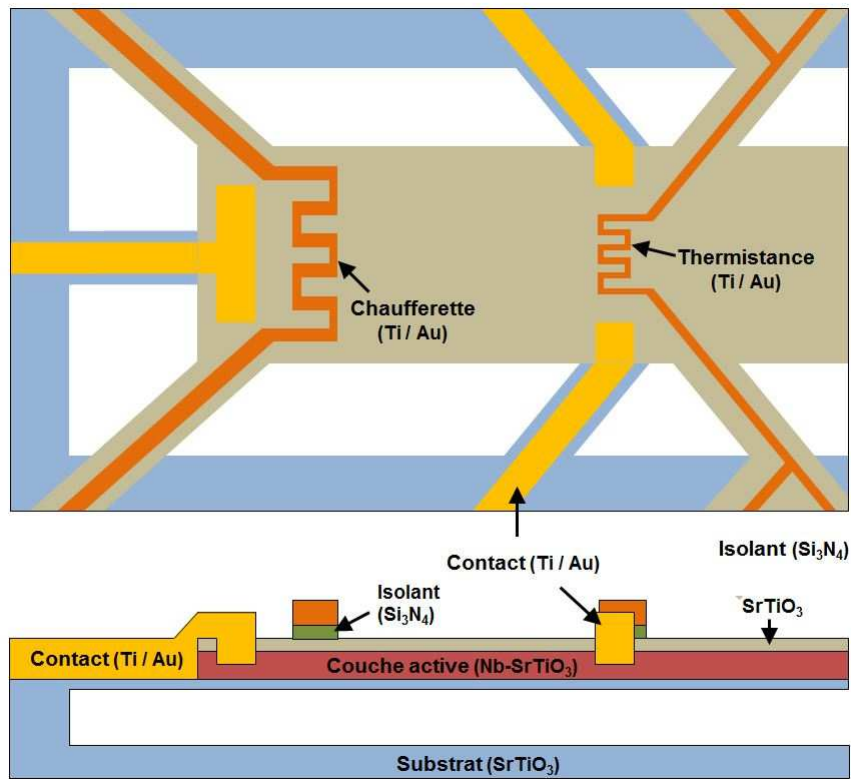 Thermistance
(Ti / Au)
Chaufferette
(Ti / Au)
Contact (Ti / Au)
Isolant (Si₃N₄)
Isolant
(Si₃N₄)
SrTiO₃
Contact (Ti / Au)
Couche active (Nb-SrTiO₃)
Substrat (SrTiO₃)